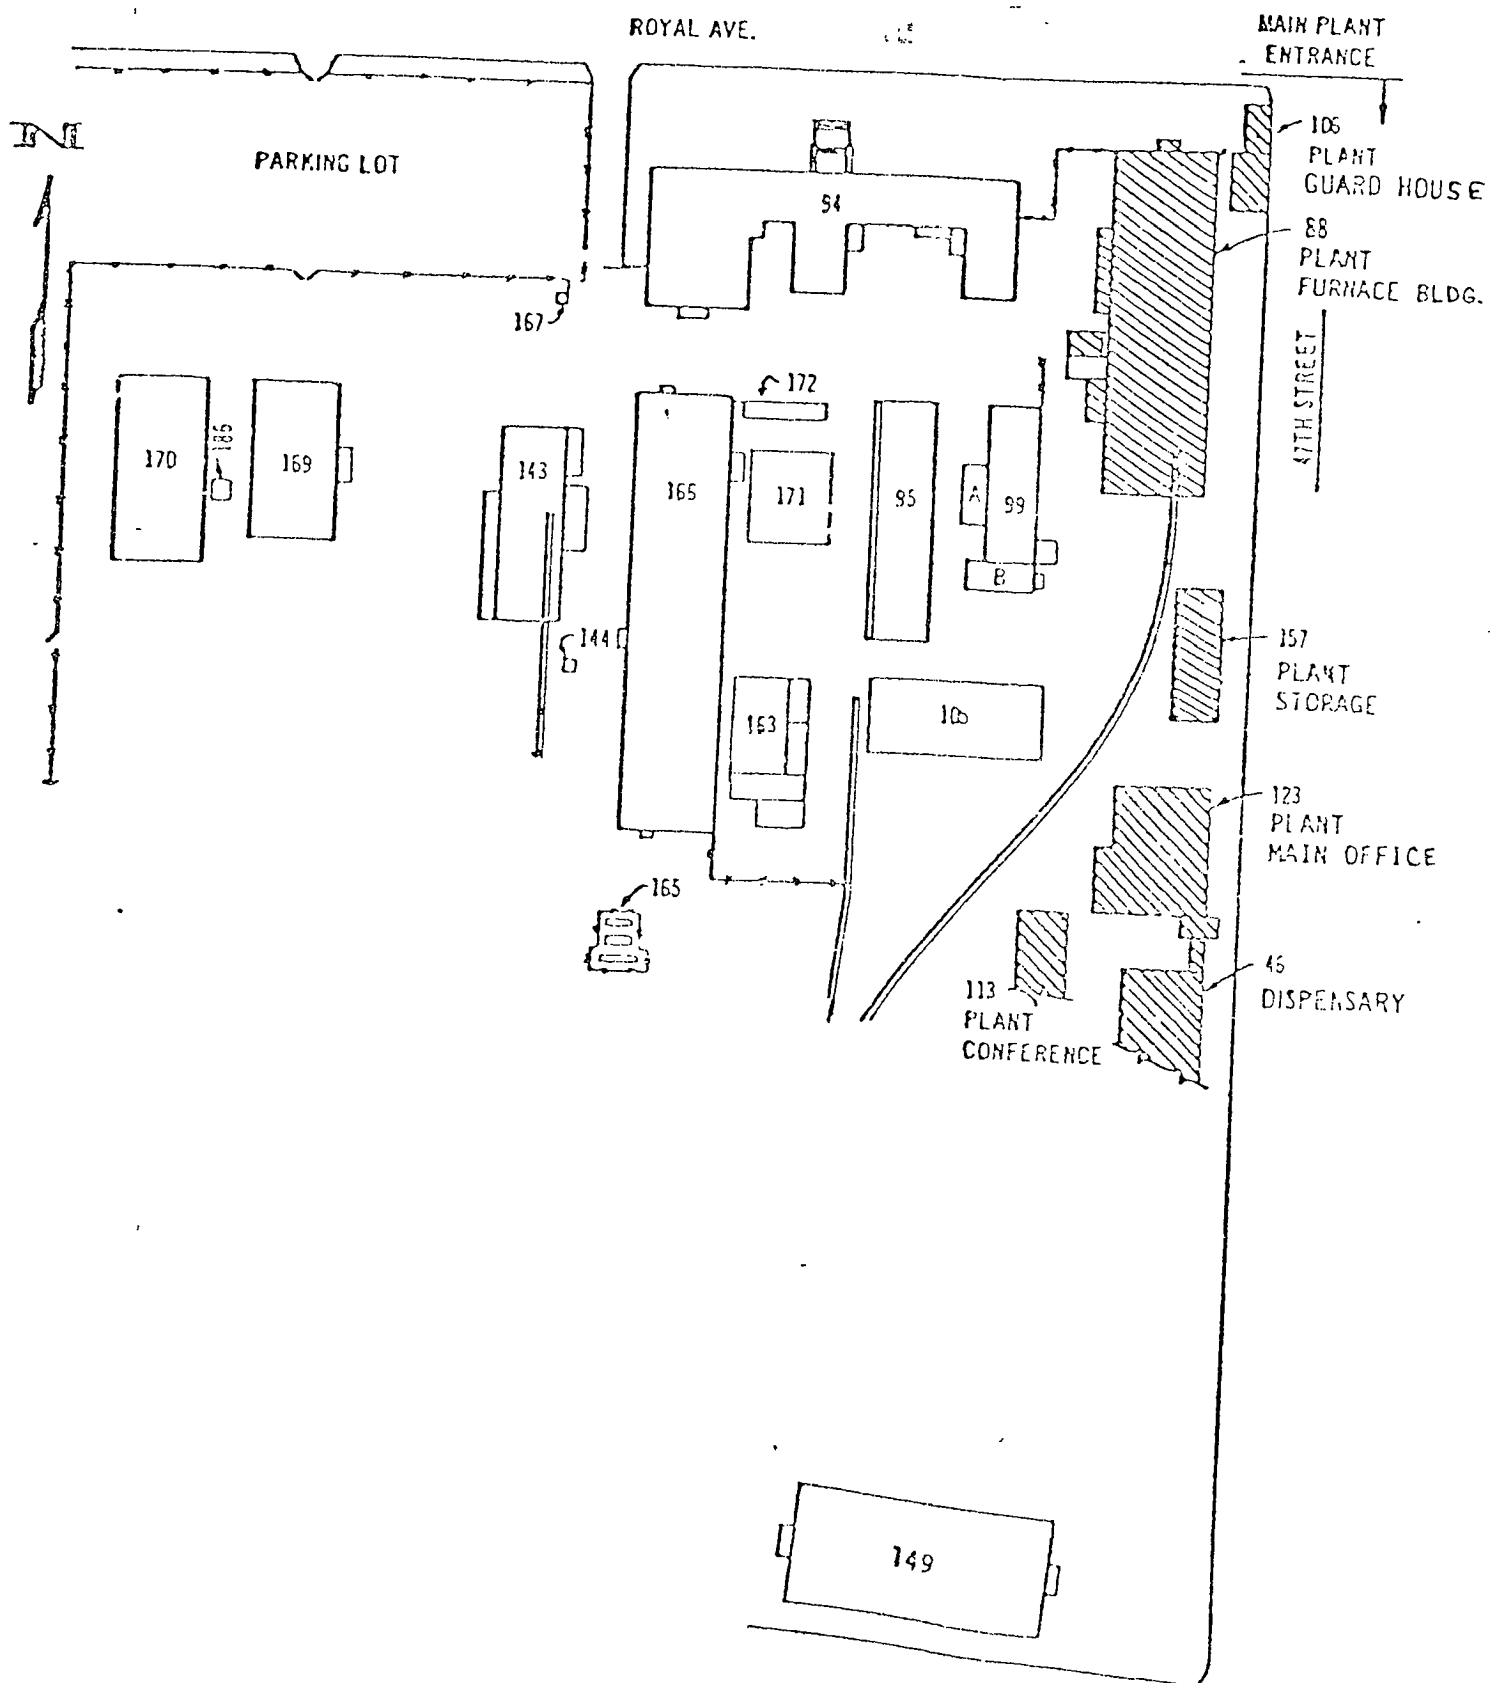 ROYAL AVE.
MAIN PLANT
ENTRANCE
N
PARKING LOT
106
PLANT
GUARD HOUSE
94
88
PLANT
FURNACE BLDG.
167
47TH STREET
172
170
186
169
143
166
171
95
A
99
B
144
157
PLANT
STORAGE
163
123
PLANT
MAIN OFFICE
165
113
PLANT
CONFERENCE
46
DISPENSARY
149